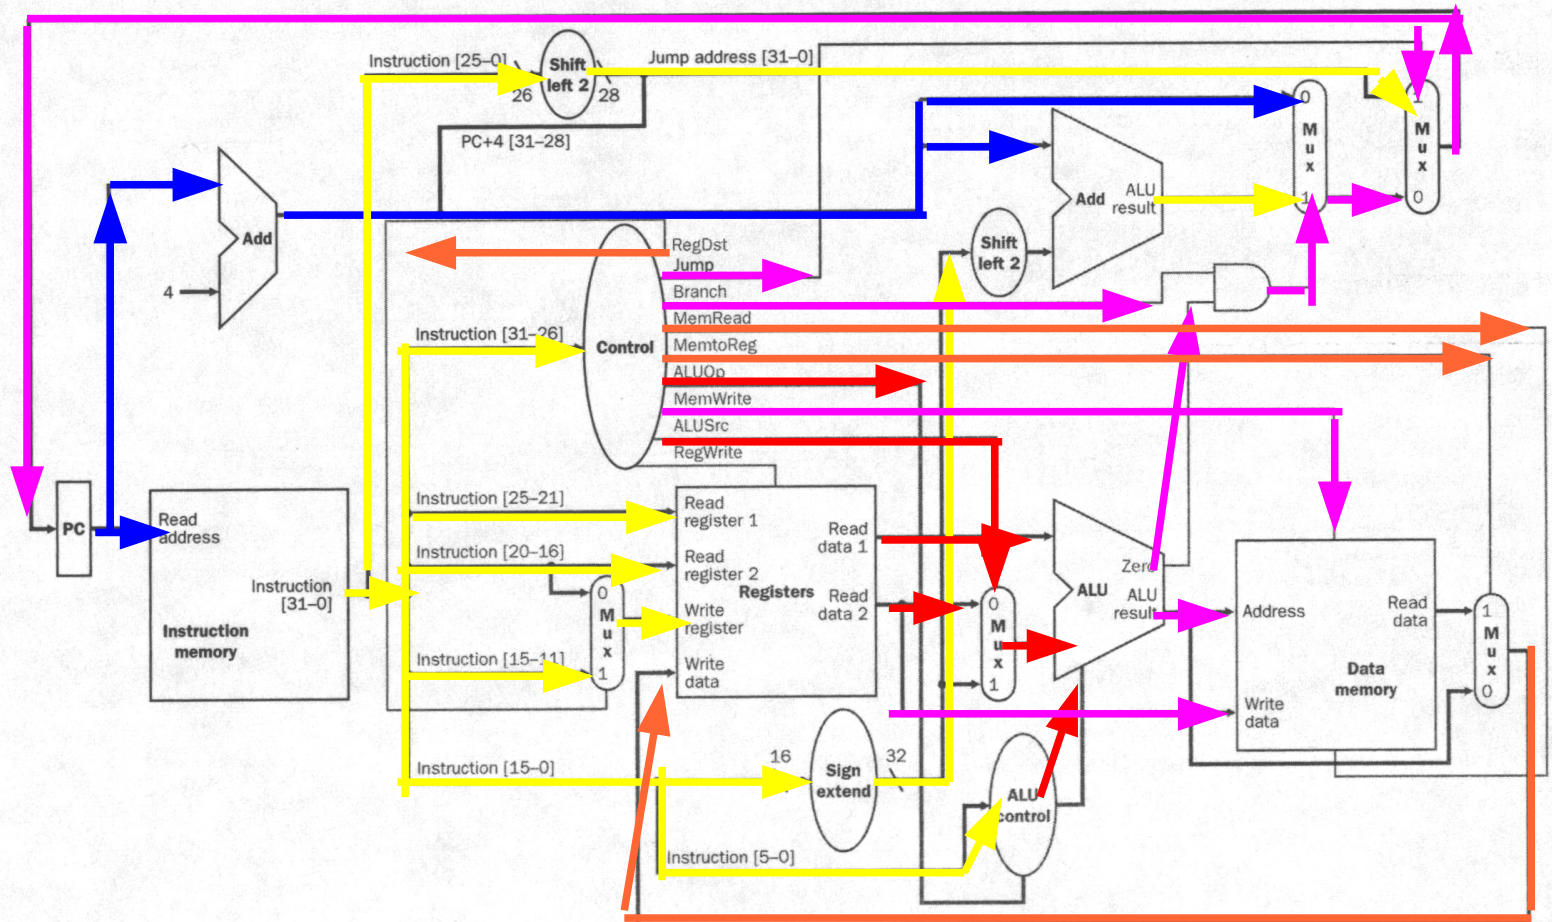 Instruction [25–0]
Shift
left 2
Jump address [31–0]
26
28
PC+4 [31–28]
Add
4
0
M
u
x
1
1
M
u
x
0
Add
ALU
result
Shift
left 2
RegDst
Jump
Branch
MemRead
MemtoReg
ALUOp
MemWrite
ALUSrc
RegWrite
Instruction [31–26]
Control
PC
Read
address
Instruction
[31–0]
Instruction
memory
Instruction [25–21]
Instruction [20–16]
Instruction [15–11]
Instruction [15–0]
Instruction [5–0]
0
M
u
x
1
Read
register 1
Read
register 2
Write
register
Write
data
Registers
Read
data 1
Read
data 2
16
Sign
extend
32
0
M
u
x
1
ALU
Zero
ALU
result
ALU
control
Address
Write
data
Read
data
Data
memory
1
M
u
x
0